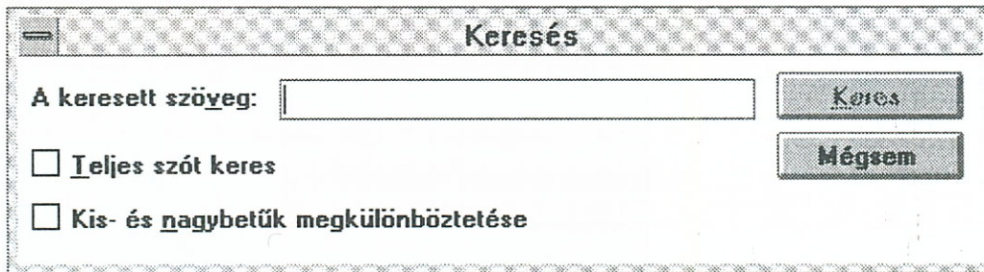 Keresés
A keresett szöveg:
Keres
Teljes szót keres
Mégsem
Kis- és nagybetűk megkülönböztetése